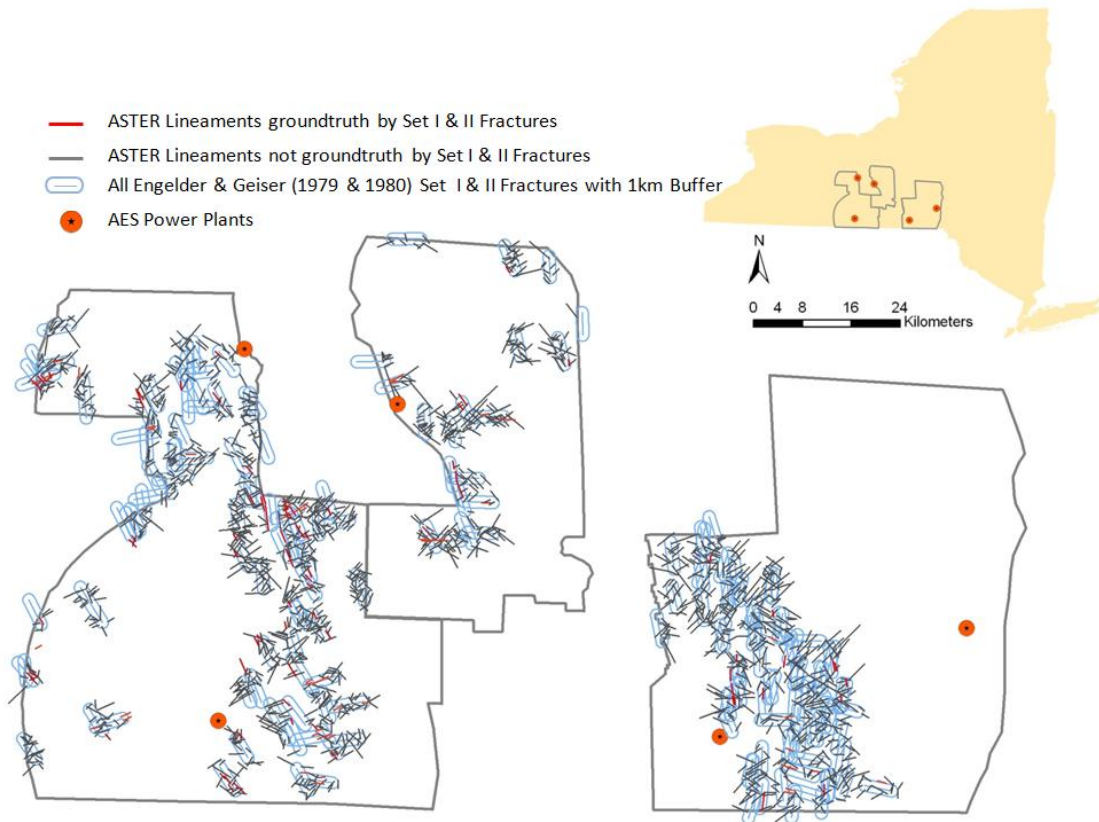 ASTER Lineaments groundtruth by Set I & II Fractures
ASTER Lineaments not groundtruth by Set I & II Fractures
All Engelder & Geiser (1979 & 1980) Set I & II Fractures with 1km Buffer
AES Power Plants
N
0 4 8 16 24
Kilometers